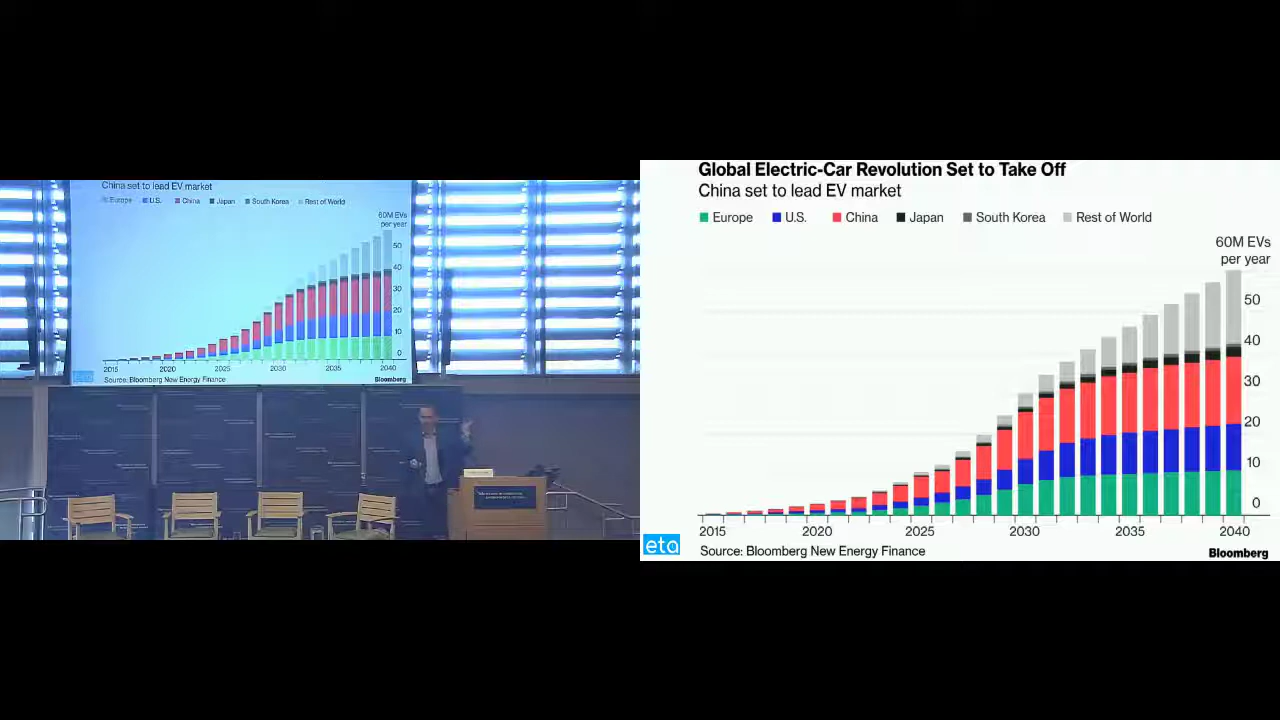 China set to lead EV market
Europe U.S. China Japan South Korea Rest of World
60M EVs
per year
50
40
30
20
10
0
2015 2020 2025 2030 2035 2040
Source: Bloomberg New Energy Finance
Bloomberg
eta
Global Electric-Car Revolution Set to Take Off
China set to lead EV market
Europe U.S. China Japan South Korea Rest of World
60M EVs
per year
50
40
30
20
10
0
2015 2020 2025 2030 2035 2040
eta
Source: Bloomberg New Energy Finance
Bloomberg